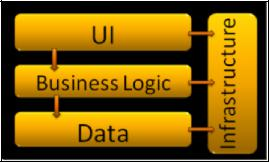 UI
Business Logic
Data
Infrastructure